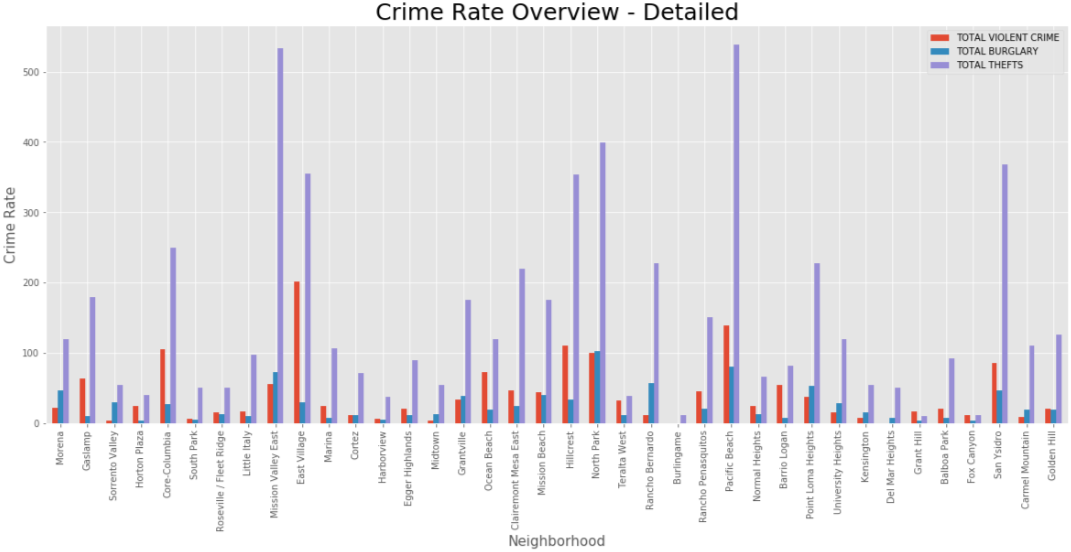 Crime Rate Overview - Detailed
TOTAL VIOLENT CRIME
TOTAL BURGLARY
TOTAL THEFTS
Crime Rate
500
400
300
200
100
0
Morena
Gaslamp
Sorrento Valley
Horton Plaza
Core-Columbia
South Park
Roseville / Fleet Ridge
Little Italy
Mission Valley East
East Village
Marina
Cortez
Harborview
Egger Highlands
Midtown
Grantville
Ocean Beach
Clairemont Mesa East
Mission Beach
Hillcrest
North Park
Teralta West
Rancho Bernardo
Burlingame
Rancho Penasquitos
Pacific Beach
Normal Heights
Barrio Logan
Point Loma Heights
University Heights
Kensington
Del Mar Heights
Grant Hill
Balboa Park
Fox Canyon
San Ysidro
Carmel Mountain
Golden Hill
Neighborhood